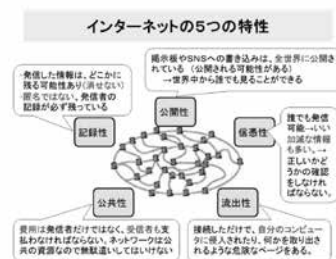 インターネットの5つの特性
掲示板やSNSへの書き込みは、全世界に公開
されている（公開される可能性がある）
→世界中から誰でも見ることができる
・発信した情報は、どこかに
残る可能性あり(消せない)
・匿名ではない。発信者の
記録が必ず残っている
公開性
記録性
信憑性
誰でも発信
可能→いい
加減な情報
も多い。→
正しいかど
うかの確認
をしなけれ
ばならない。
公共性
流出性
費用は発信者だけではなく、受信者も支
払わなければならない。ネットワークは公
共の資源なので無駄遣いしてはいけない
接続しただけで、自分のコンピュー
タに侵入されたり、何かを取り出さ
れるような危険なページをある。